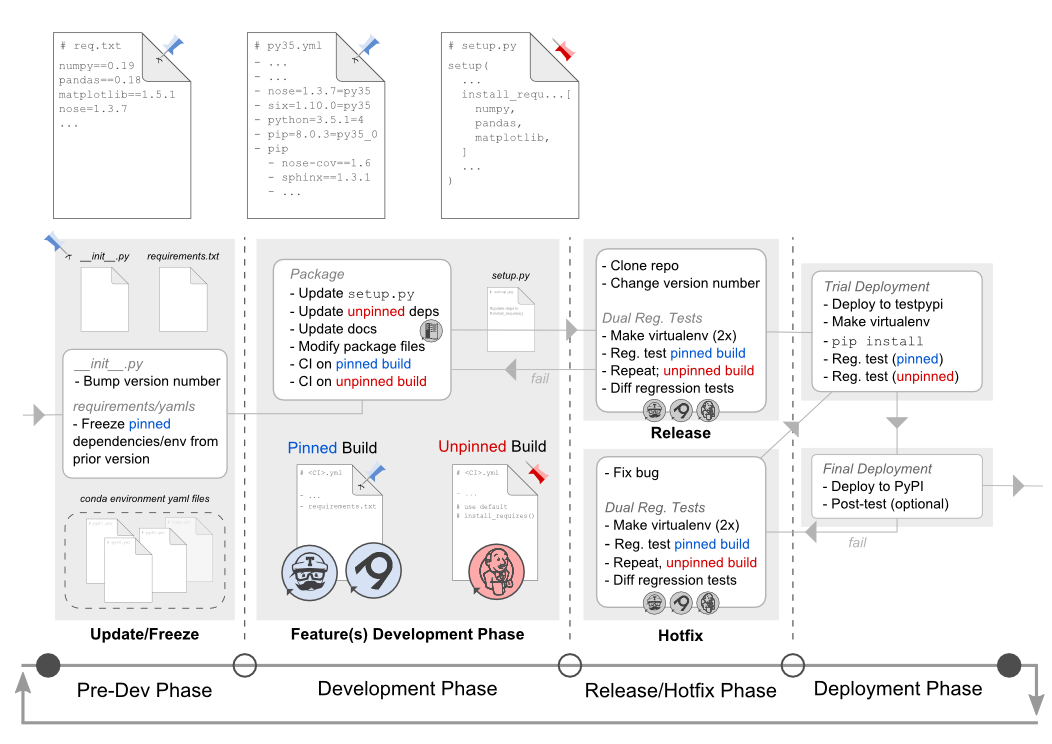 # req.txt
numpy==0.19
pandas==0.18
matplotlib==1.5.1
nose=1.3.7
...
# py35.yml
- ...
- ...
- nose=1.3.7=py35
- six=1.10.0=py35
- python=3.5.1=4
- pip=8.0.3=py35_0
- pip
- nose-cov==1.6
- sphinx==1.3.1
- ...
# setup.py
setup(
...
install_requ...[
numpy,
pandas,
matplotlib,
]
...
)
__init__.py
requirements.txt
__init__.py
- Bump version number
requirements/yamls
- Freeze pinned
dependencies/env from
prior version
conda environment yaml files
Update/Freeze
Package
- Update setup.py
- Update unpinned deps
- Update docs
- Modify package files
- CI on pinned build
- CI on unpinned build
setup.py
# setup.py
fail
Pinned Build
# <CI>.yml
- ...
- requirements.txt
Unpinned Build
# <CI>.yml
- ...
# use default
# install_requires()
Feature(s) Development Phase
- Clone repo
- Change version number
Dual Reg. Tests
- Make virtualenv (2x)
- Reg. test pinned build
- Repeat; unpinned build
- Diff regression tests
Release
- Fix bug
Dual Reg. Tests
- Make virtualenv (2x)
- Reg. test pinned build
- Repeat, unpinned build
- Diff regression tests
Hotfix
Trial Deployment
- Deploy to testpypi
- Make virtualenv
- pip install
- Reg. test (pinned)
- Reg. test (unpinned)
Final Deployment
- Deploy to PyPI
- Post-test (optional)
fail
Pre-Dev Phase
Development Phase
Release/Hotfix Phase
Deployment Phase